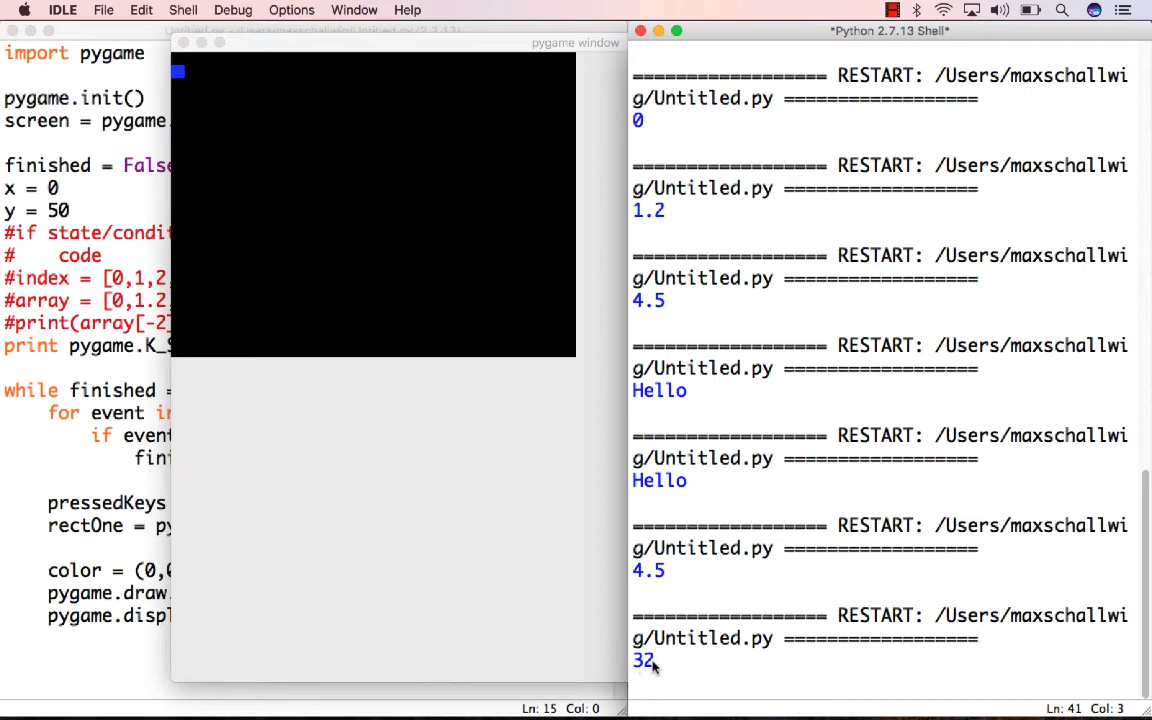 IDLE File Edit Shell Debug Options Window Help
pygame window
*Python 2.7.13 Shell*
import pygame
pygame.init()
screen = pygame.
finished = False
x = 0
y = 50
#if state/condit
# code
#index = [0,1,2,
#array = [0,1.2,
#print(array[-2]
print pygame.K_S
while finished =
for event in
if event
fini
pressedKeys
rectOne = py
color = (0,0
pygame.draw.
pygame.displ
Ln: 15 Col: 0
================== RESTART: /Users/maxschallwi
g/Untitled.py ==================
0
================== RESTART: /Users/maxschallwi
g/Untitled.py ==================
1.2
================== RESTART: /Users/maxschallwi
g/Untitled.py ==================
4.5
================== RESTART: /Users/maxschallwi
g/Untitled.py ==================
Hello
================== RESTART: /Users/maxschallwi
g/Untitled.py ==================
Hello
================== RESTART: /Users/maxschallwi
g/Untitled.py ==================
4.5
================== RESTART: /Users/maxschallwi
g/Untitled.py ==================
32
Ln: 41 Col: 3